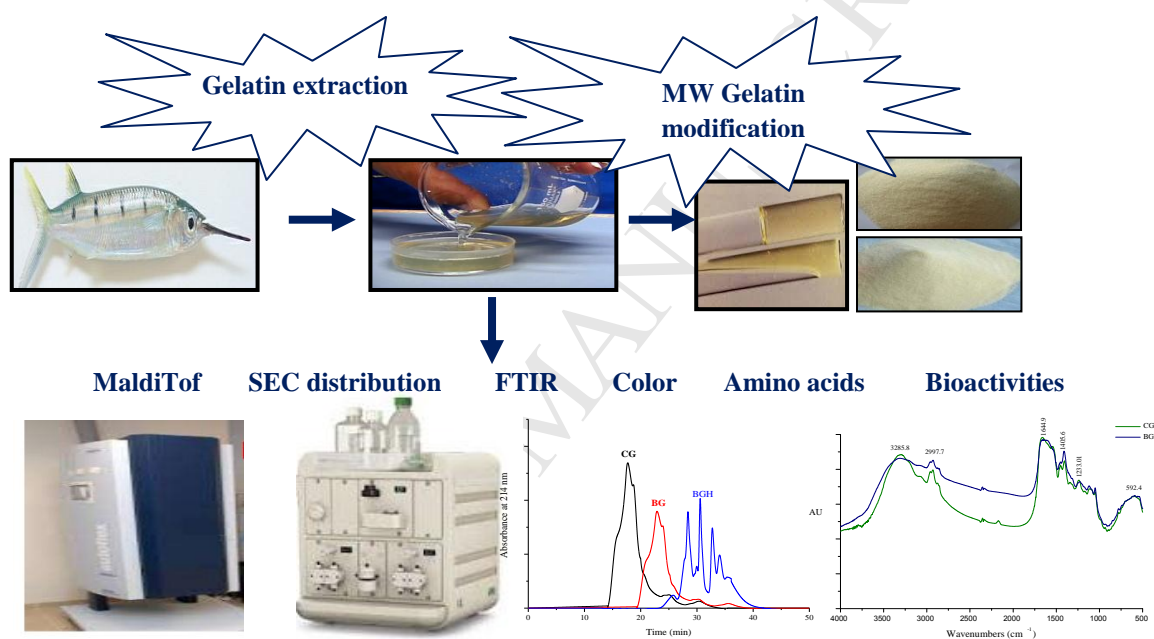 Gelatin extraction
MW Gelatin
modification
MaldiTof SEC distribution FTIR Color Amino acids Bioactivities
Absorbance at 214 nm
CG
BG
BGH
0 10 20 30 40 50
Time (min)
AU
3285.8
2997.7
1644.9
1405.6
1233.01
592.4
CG
BG
4000 3500 3000 2500 2000 1500 1000 500
Wavenumbers (cm ⁻¹)